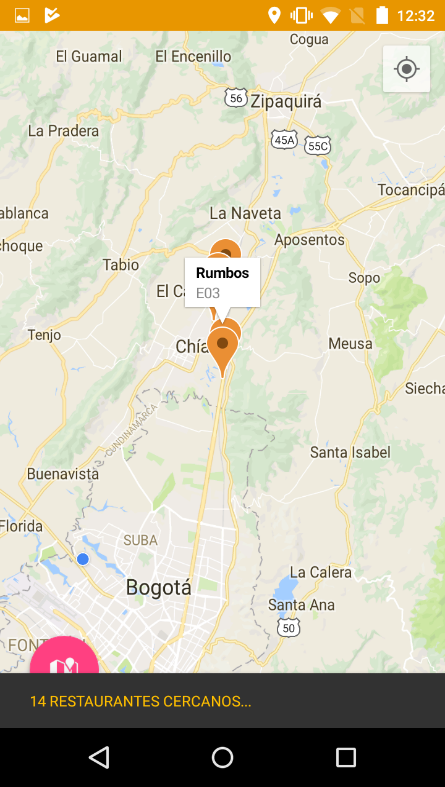 12:32
Cogua
El Guamal
El Encenillo
56
Zipaquirá
La Pradera
45A
55C
Tocancipá
ablanca
La Naveta
choque
Aposentos
Tabio
Rumbos
Sopo
El Ca
E03
Tenjo
Chía
Meusa
Siecha
CUNDINAMARCA
Santa Isabel
Buenavista
Florida
SUBA
Bogotá
La Calera
Santa Ana
50
FONT
14 RESTAURANTES CERCANOS...